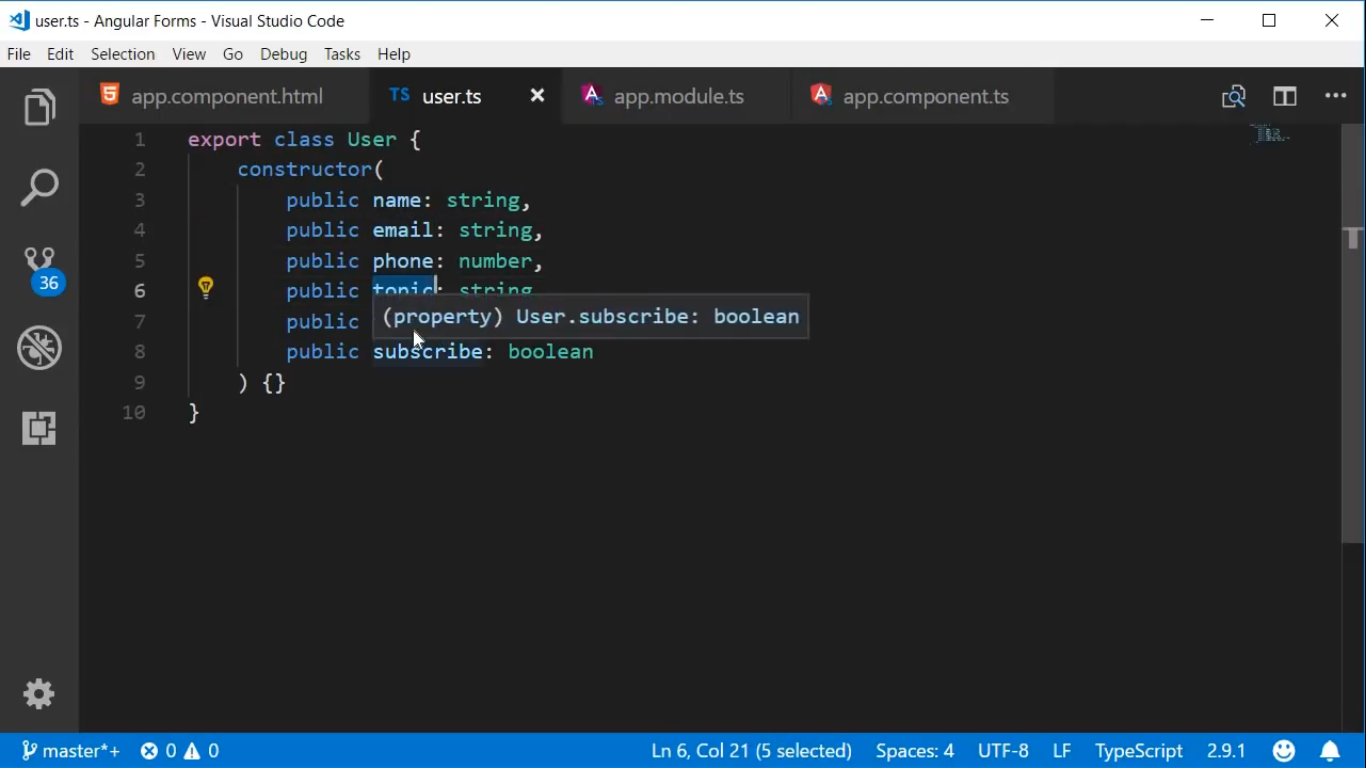 user.ts - Angular Forms - Visual Studio Code
File Edit Selection View Go Debug Tasks Help
app.component.html TS user.ts app.module.ts app.component.ts
1 export class User {
2 constructor(
3 public name: string,
4 public email: string,
5 public phone: number,
6 public topic: string
7 public
(property) User.subscribe: boolean
8 public subscribe: boolean
9 ) {}
10 }
36
master*+ 0 0 Ln 6, Col 21 (5 selected) Spaces: 4 UTF-8 LF TypeScript 2.9.1